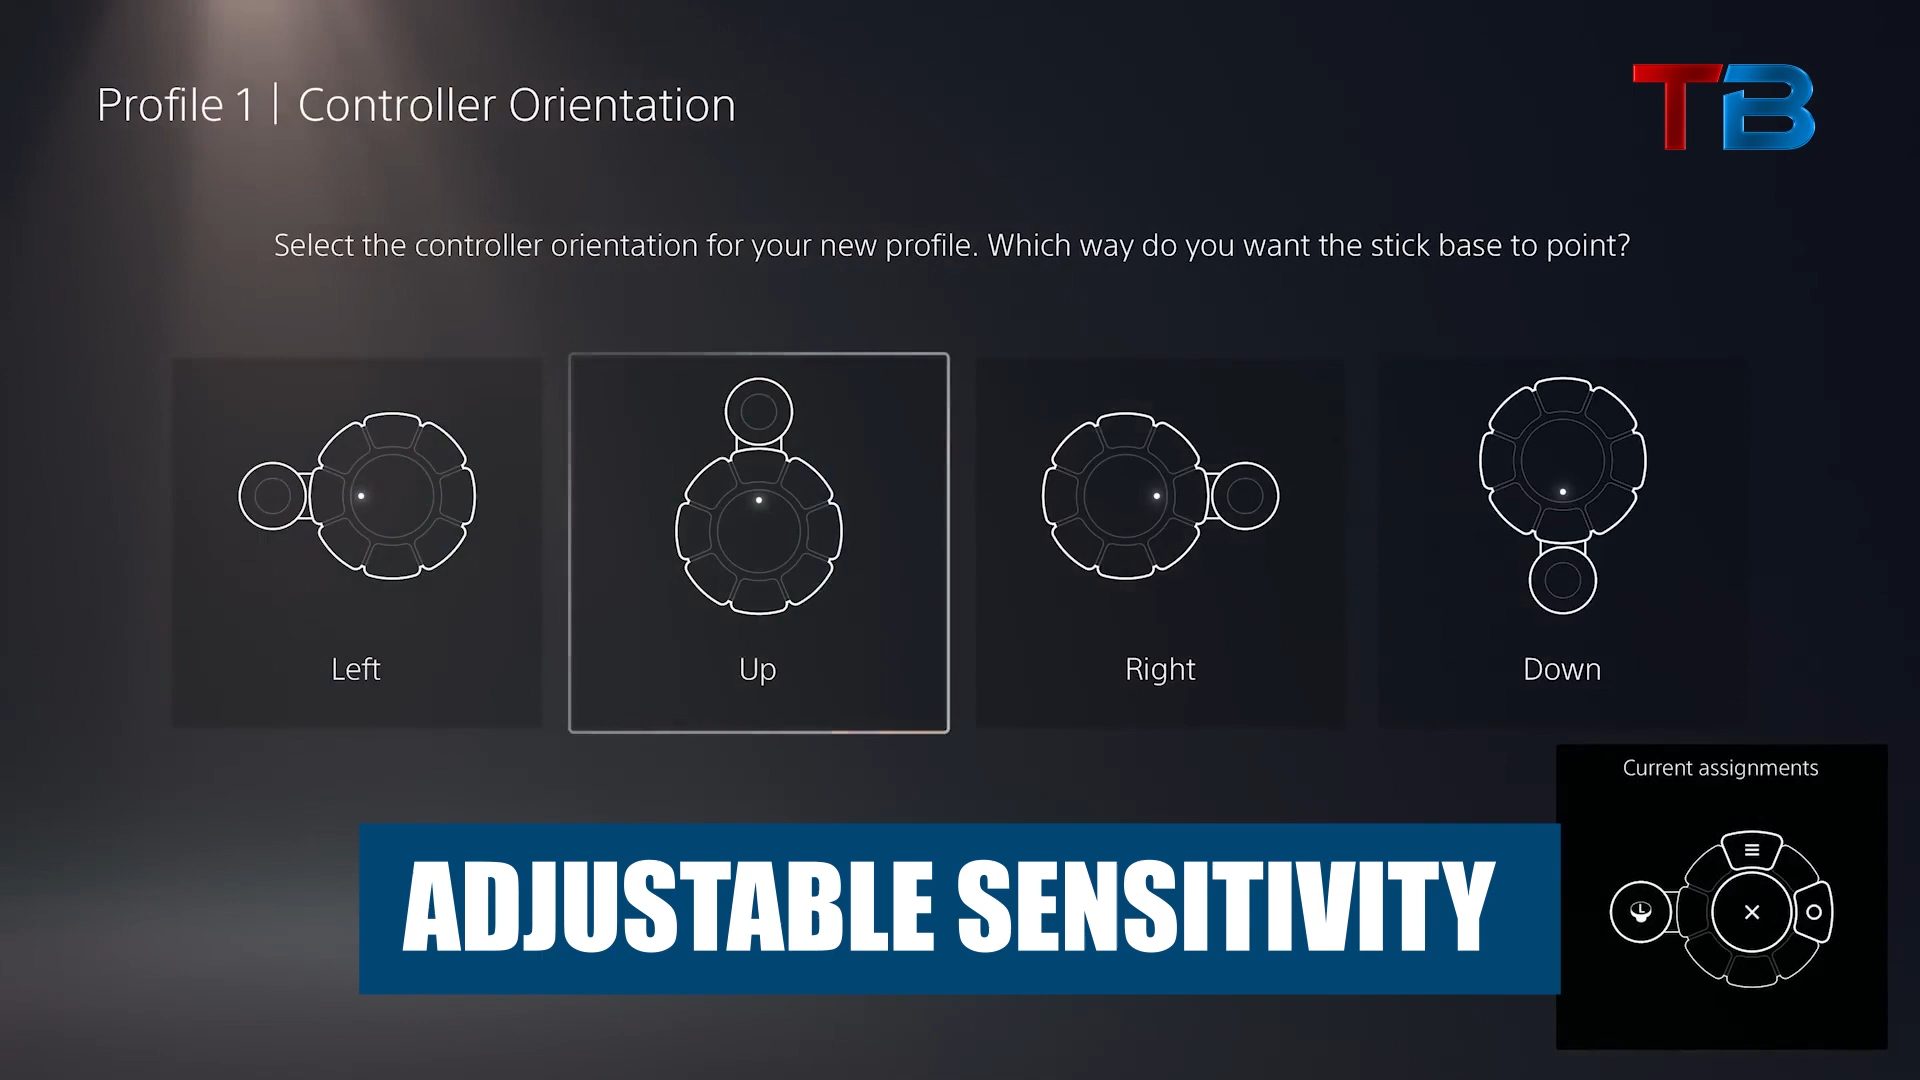 Profile 1 | Controller Orientation
TB
Select the controller orientation for your new profile. Which way do you want the stick base to point?
Left
Up
Right
Down
Current assignments
ADJUSTABLE SENSITIVITY
L